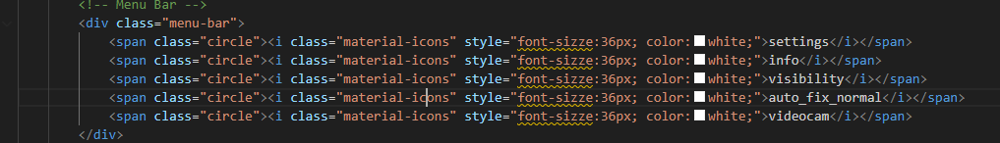 <!-- Menu Bar -->
<div class="menu-bar">
<span class="circle"><i class="material-icons" style="font-sizze:36px; color:white;">settings</i></span>
<span class="circle"><i class="material-icons" style="font-sizze:36px; color:white;">info</i></span>
<span class="circle"><i class="material-icons" style="font-sizze:36px; color:white;">visibility</i></span>
<span class="circle"><i class="material-icons" style="font-sizze:36px; color:white;">auto_fix_normal</i></span>
<span class="circle"><i class="material-icons" style="font-sizze:36px; color:white;">videocam</i></span>
</div>